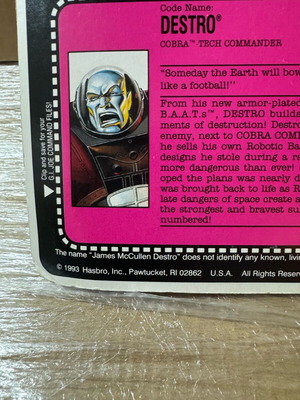 Code Name:
DESTRO
COBRA™-TECH COMMANDER
"Someday the Earth will bow
like a football!"
From his new armor-plated
B.A.A.T.s™, DESTRO builds
ments of destruction! Destro
enemy, next to COBRA COM
he sells his own Robotic Ba
designs he stole during a ra
more dangerous than ever!
oped the plans was nearly d
was brought back to life as R
late dangers of space create a
the strongest and bravest su
numbered!
Clip and save for your
G.I. JOE COMMAND FILES!
The name "James McCullen Destro" does not identify any known, livi
© 1993 Hasbro, Inc., Pawtucket, RI 02862 U.S.A. All Rights Reserv